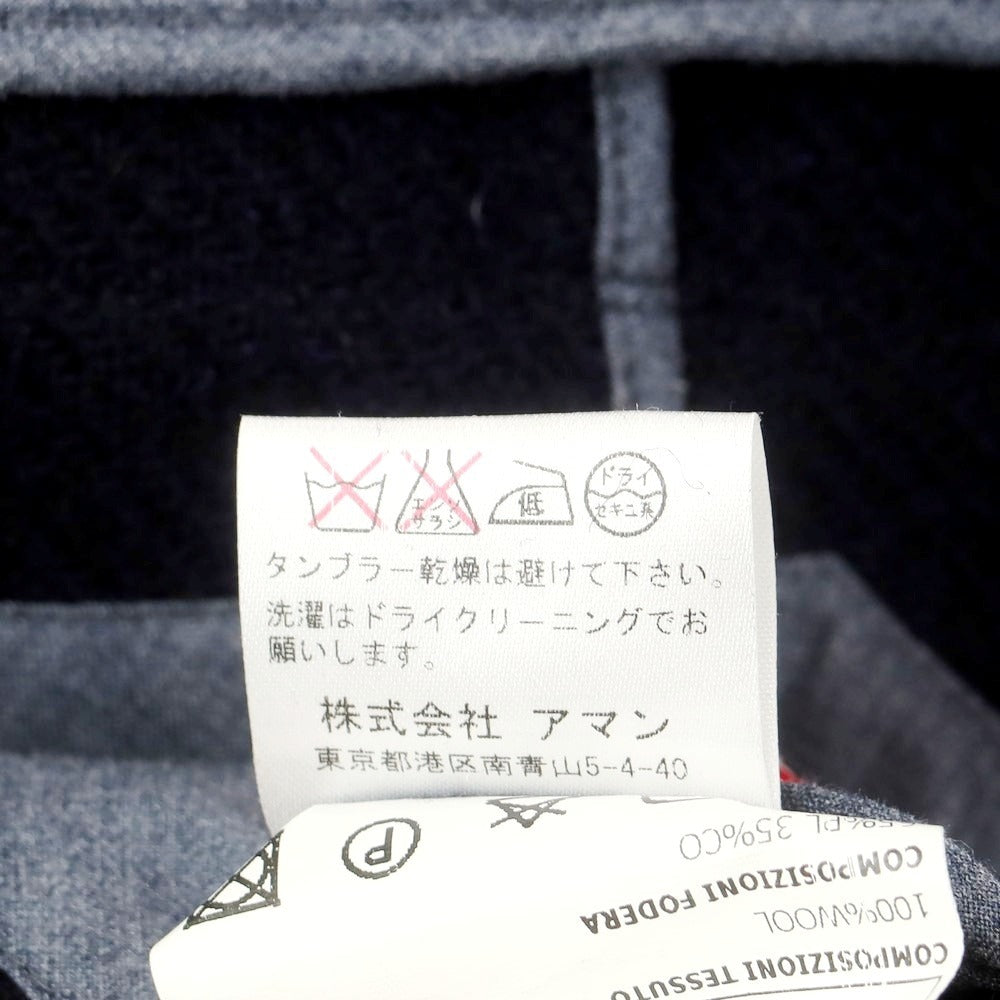 エンソ
サラシ
低
ドライ
セキユ系
タンブラー乾燥は避けて下さい。
洗濯はドライクリーニングでお
願いします。
株式会社 アマン
東京都港区南青山5-4-40
COMPOSIZIONI TESSUTO
100%WOOL
COMPOSIZIONI FODERA
65%PL 35%CO
P